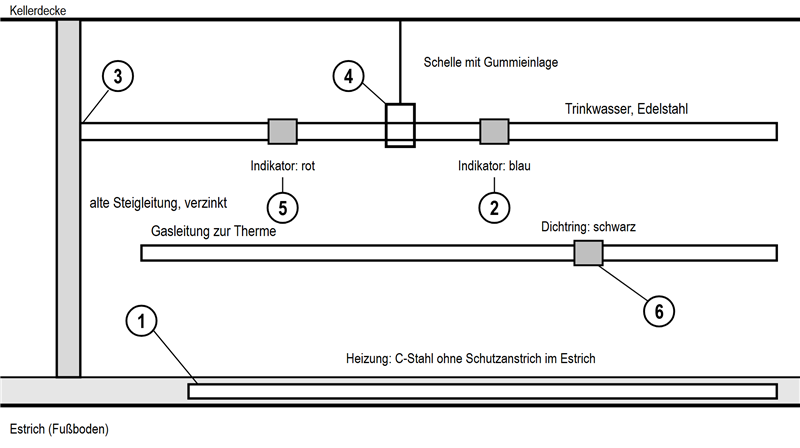 Kellerdecke
Schelle mit Gummieinlage
3
4
Trinkwasser, Edelstahl
Indikator: rot
Indikator: blau
alte Steigleitung, verzinkt
5
2
Gasleitung zur Therme
Dichtring: schwarz
6
1
Heizung: C-Stahl ohne Schutzanstrich im Estrich
Estrich (Fußboden)